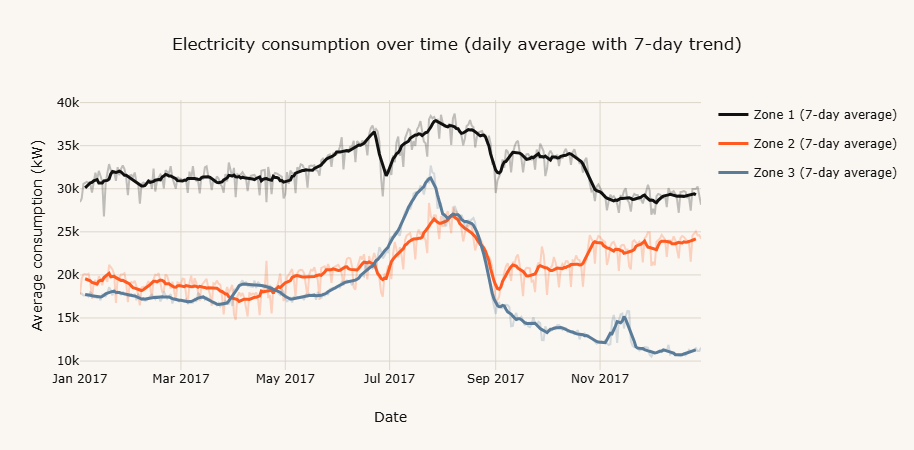 Electricity consumption over time (daily average with 7-day trend)
Average consumption (kW)
40k
35k
30k
25k
20k
15k
10k
Jan 2017
Mar 2017
May 2017
Jul 2017
Sep 2017
Nov 2017
Date
Zone 1 (7-day average)
Zone 2 (7-day average)
Zone 3 (7-day average)